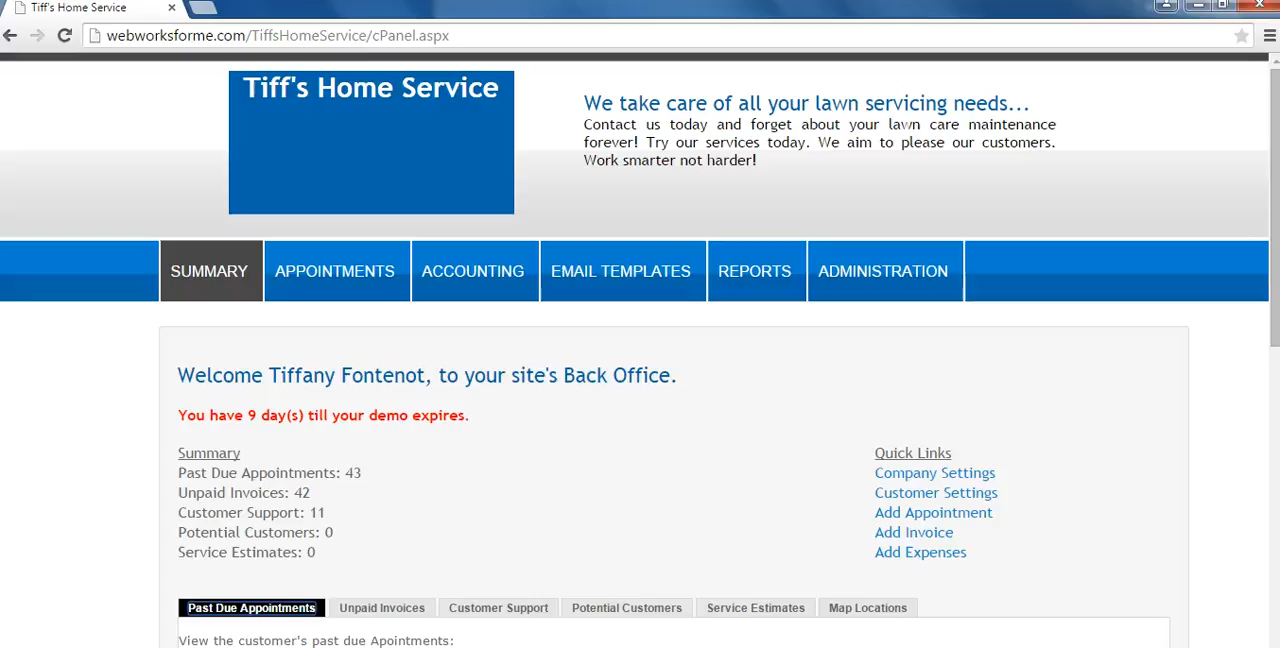 Tiff's Home Service
webworksforme.com/TiffsHomeService/cPanel.aspx
Tiff's Home Service
We take care of all your lawn servicing needs...
Contact us today and forget about your lawn care maintenance
forever! Try our services today. We aim to please our customers.
Work smarter not harder!
SUMMARY APPOINTMENTS ACCOUNTING EMAIL TEMPLATES REPORTS ADMINISTRATION
Welcome Tiffany Fontenot, to your site's Back Office.
You have 9 day(s) till your demo expires.
Summary
Past Due Appointments: 43
Unpaid Invoices: 42
Customer Support: 11
Potential Customers: 0
Service Estimates: 0
Quick Links
Company Settings
Customer Settings
Add Appointment
Add Invoice
Add Expenses
Past Due Appointments Unpaid Invoices Customer Support Potential Customers Service Estimates Map Locations
View the customer's past due Apointments: